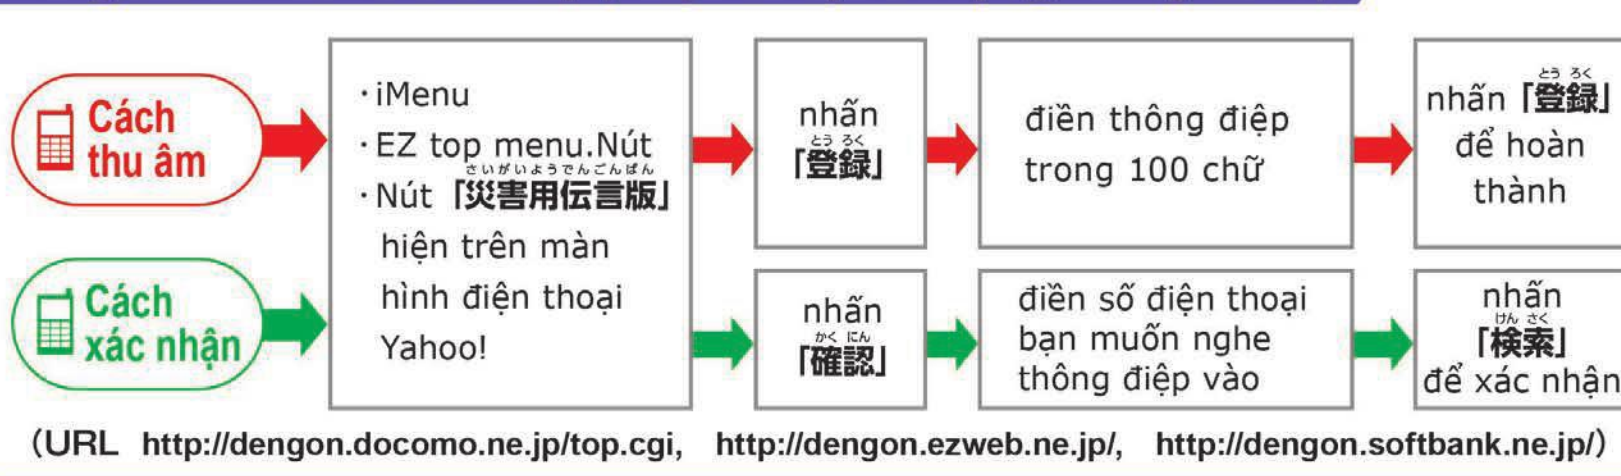 Cách
thu âm
・iMenu
・EZ top menu.Nút
さいがいようでんごんばん
・Nút「災害用伝言版」
hiện trên màn
hình điện thoại
Yahoo!
nhấn
とうろく
「登録」
điền thông điệp
trong 100 chữ
とうろく
nhấn「登録」
để hoàn
thành
Cách
xác nhận
nhấn
かくにん
「確認」
điền số điện thoại
bạn muốn nghe
thông điệp vào
nhấn
けんさく
「検索」
để xác nhận
（URL http://dengon.docomo.ne.jp/top.cgi, http://dengon.ezweb.ne.jp/, http://dengon.softbank.ne.jp/）